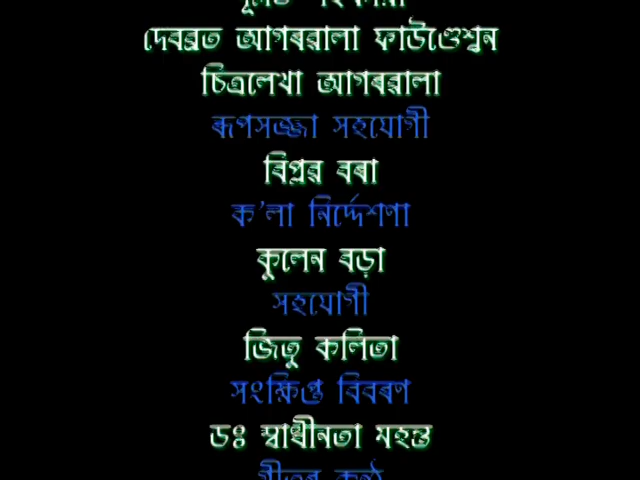 দেবব্ৰত আগৰৱালা ফাউণ্ডেশ্বন
চিত্ৰলেখা আগৰৱালা
ৰূপসজ্জা সহযোগী
বিপ্লৱ বৰা
ক'লা নিৰ্দ্দেশণা
কুলেন বড়া
সহযোগী
জিতু কলিতা
সংক্ষিপ্ত বিবৰণ
ডঃ স্বাধীনতা মহন্ত